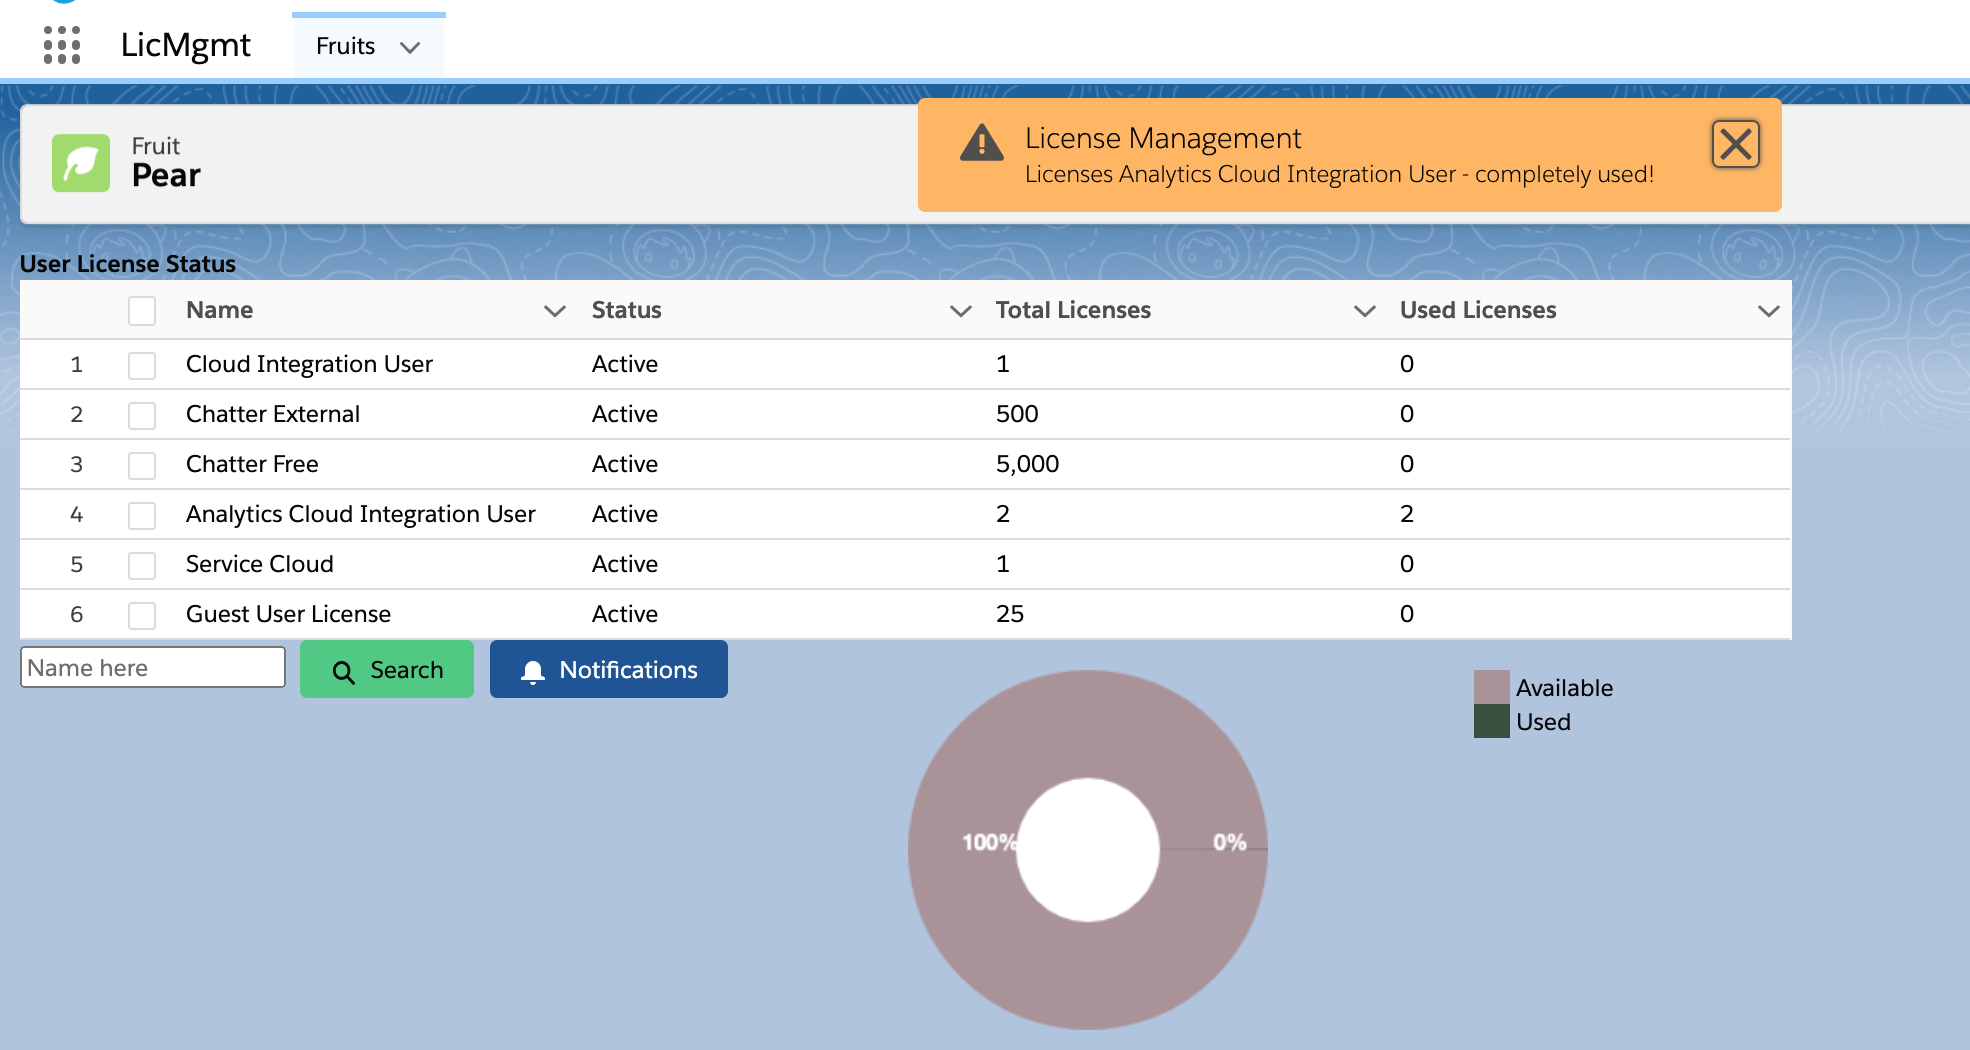 LicMgmt Fruits
Fruit
Pear
License Management
Licenses Analytics Cloud Integration User - completely used!
User License Status
Name Status Total Licenses Used Licenses
1 Cloud Integration User Active 1 0
2 Chatter External Active 500 0
3 Chatter Free Active 5,000 0
4 Analytics Cloud Integration User Active 2 2
5 Service Cloud Active 1 0
6 Guest User License Active 25 0
Name here Search Notifications
Available
Used
100% 0%